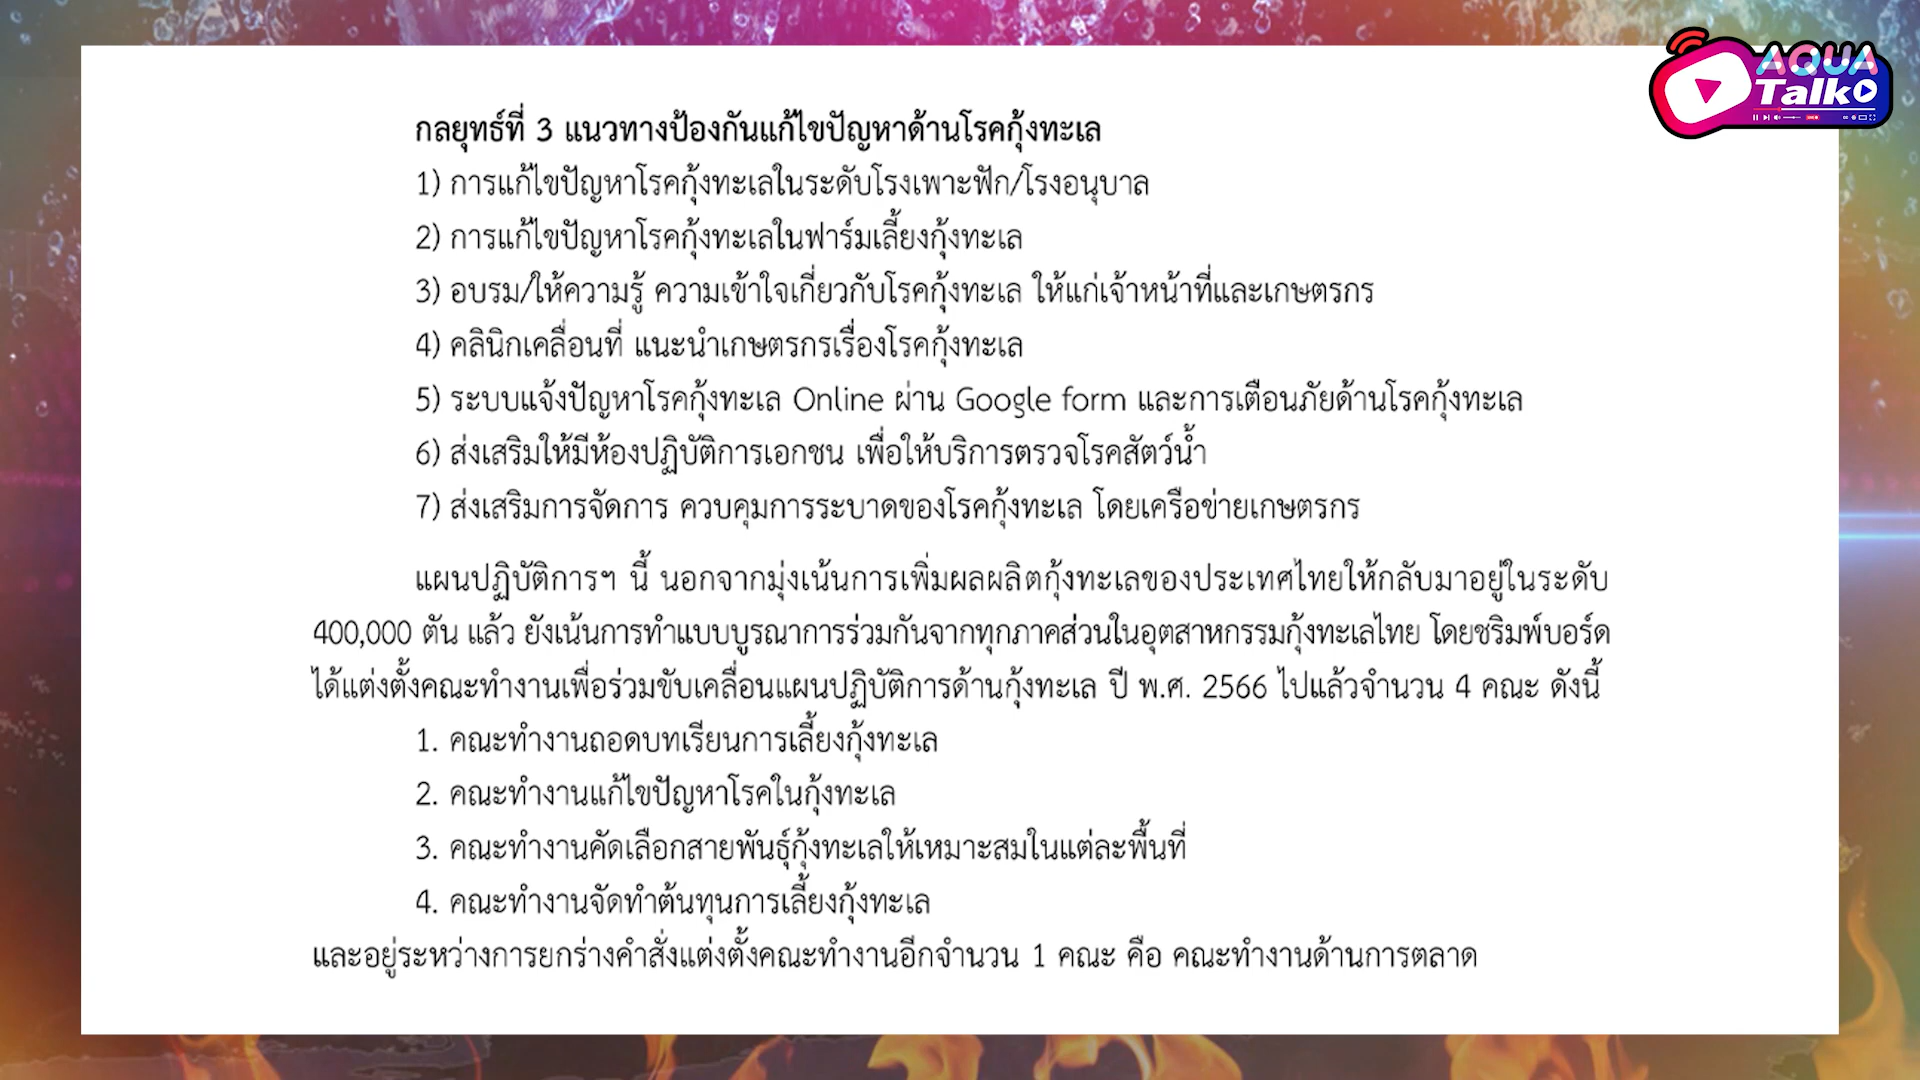 AQUA
Talk
กลยุทธ์ที่ 3 แนวทางป้องกันแก้ไขปัญหาด้านโรคกุ้งทะเล
1) การแก้ไขปัญหาโรคกุ้งทะเลในระดับโรงเพาะฟัก/โรงอนุบาล
2) การแก้ไขปัญหาโรคกุ้งทะเลในฟาร์มเลี้ยงกุ้งทะเล
3) อบรม/ให้ความรู้ ความเข้าใจเกี่ยวกับโรคกุ้งทะเล ให้แก่เจ้าหน้าที่และเกษตรกร
4) คลินิกเคลื่อนที่ แนะนำเกษตรกรเรื่องโรคกุ้งทะเล
5) ระบบแจ้งปัญหาโรคกุ้งทะเล Online ผ่าน Google form และการเตือนภัยด้านโรคกุ้งทะเล
6) ส่งเสริมให้มีห้องปฏิบัติการเอกชน เพื่อให้บริการตรวจโรคสัตว์น้ำ
7) ส่งเสริมการจัดการ ควบคุมการระบาดของโรคกุ้งทะเล โดยเครือข่ายเกษตรกร
แผนปฏิบัติการฯ นี้ นอกจากมุ่งเน้นการเพิ่มผลผลิตกุ้งทะเลของประเทศไทยให้กลับมาอยู่ในระดับ
400,000 ตัน แล้ว ยังเน้นการทำแบบบูรณาการร่วมกันจากทุกภาคส่วนในอุตสาหกรรมกุ้งทะเลไทย โดยชริมพ์บอร์ด
ได้แต่งตั้งคณะทำงานเพื่อร่วมขับเคลื่อนแผนปฏิบัติการด้านกุ้งทะเล ปี พ.ศ. 2566 ไปแล้วจำนวน 4 คณะ ดังนี้
1. คณะทำงานถอดบทเรียนการเลี้ยงกุ้งทะเล
2. คณะทำงานแก้ไขปัญหาโรคในกุ้งทะเล
3. คณะทำงานคัดเลือกสายพันธุ์กุ้งทะเลให้เหมาะสมในแต่ละพื้นที่
4. คณะทำงานจัดทำต้นทุนการเลี้ยงกุ้งทะเล
และอยู่ระหว่างการยกร่างคำสั่งแต่งตั้งคณะทำงานอีกจำนวน 1 คณะ คือ คณะทำงานด้านการตลาด